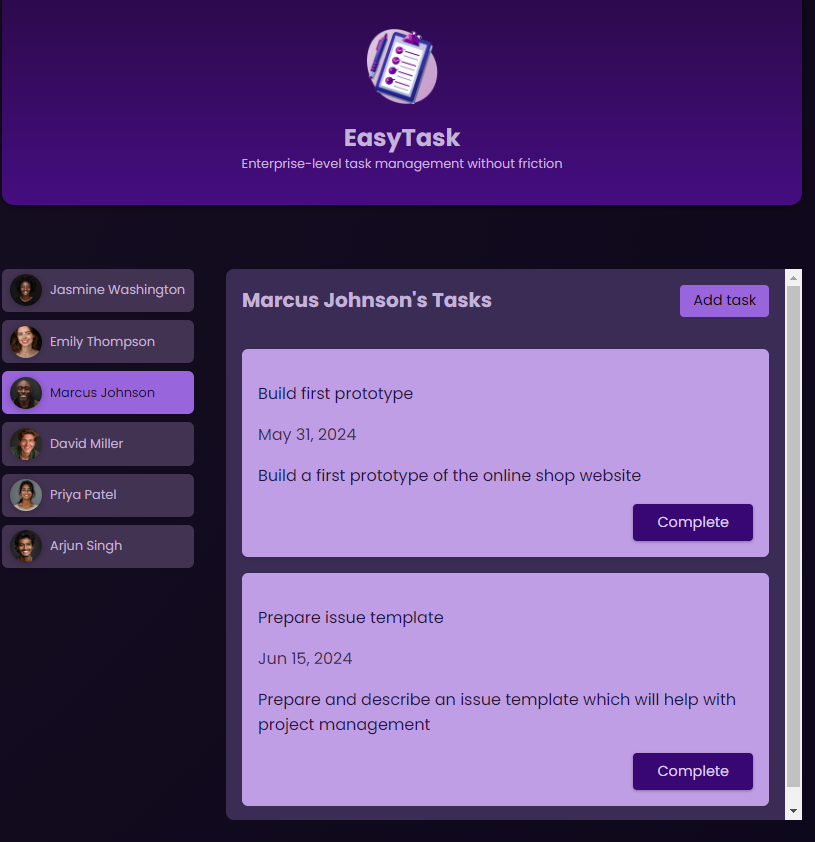 EasyTask
Enterprise-level task management without friction
Jasmine Washington
Emily Thompson
Marcus Johnson
David Miller
Priya Patel
Arjun Singh
Marcus Johnson's Tasks
Add task
Build first prototype
May 31, 2024
Build a first prototype of the online shop website
Complete
Prepare issue template
Jun 15, 2024
Prepare and describe an issue template which will help with
project management
Complete